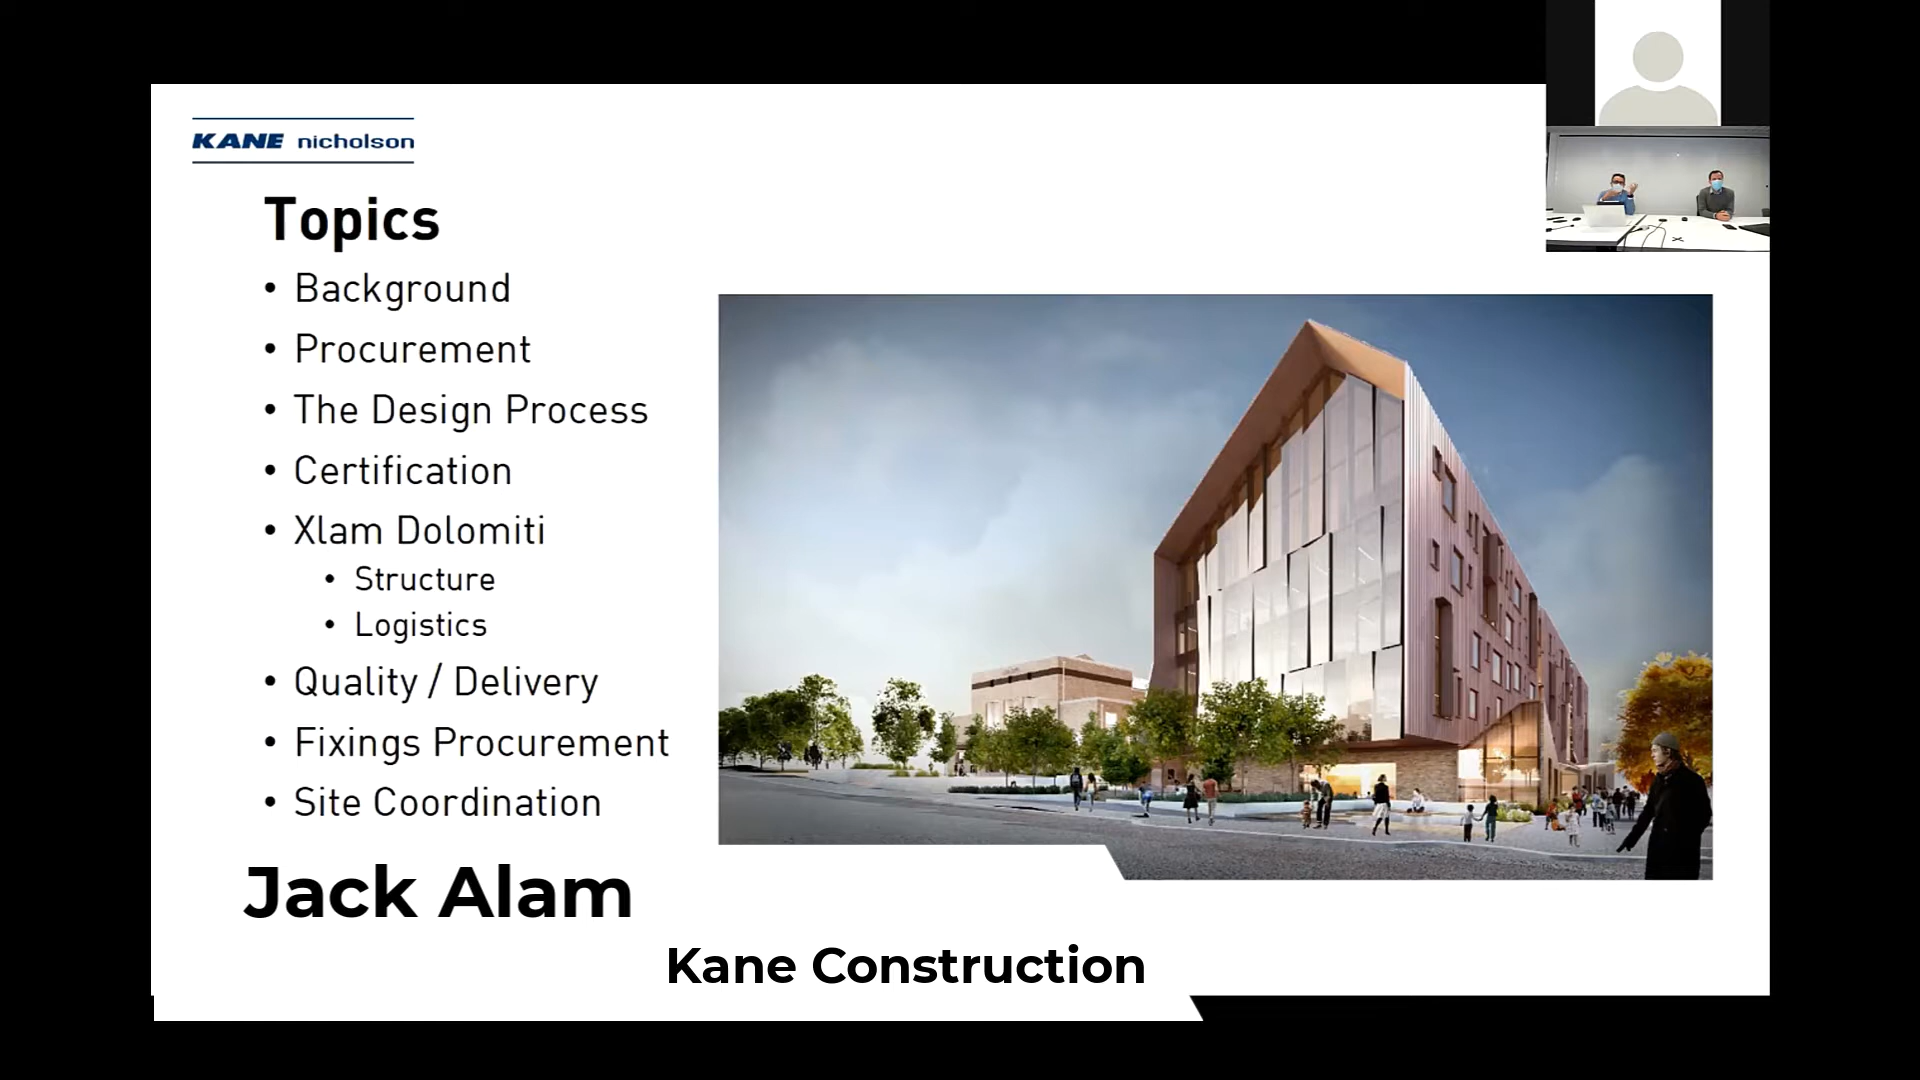 KANE nicholson
Topics
• Background
• Procurement
• The Design Process
• Certification
• Xlam Dolomiti
• Structure
• Logistics
• Quality / Delivery
• Fixings Procurement
• Site Coordination
Jack Alam
Kane Construction